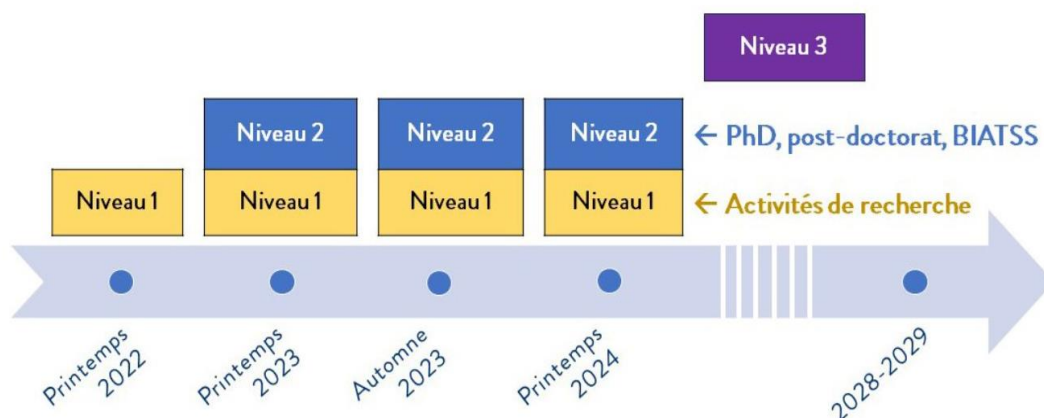 Niveau 3
Niveau 2
Niveau 2
Niveau 2
← PhD, post-doctorat, BIATSS
Niveau 1
Niveau 1
Niveau 1
Niveau 1
← Activités de recherche
Printemps
2022
Printemps
2023
Automne
2023
Printemps
2024
2028-2029